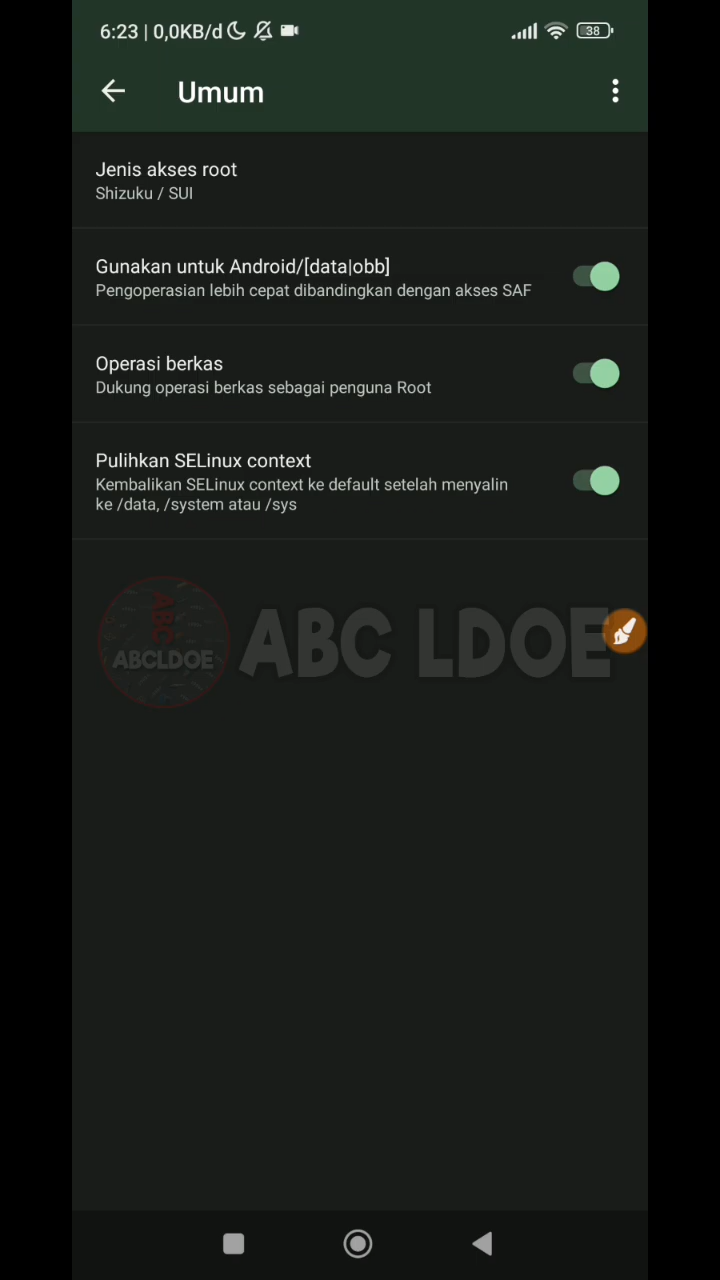 6:23 | 0,0KB/d
38
Umum
Jenis akses root
Shizuku / SUI
Gunakan untuk Android/[data|obb]
Pengoperasian lebih cepat dibandingkan dengan akses SAF
Operasi berkas
Dukung operasi berkas sebagai penguna Root
Pulihkan SELinux context
Kembalikan SELinux context ke default setelah menyalin
ke /data, /system atau /sys
ABC
ABCLDOE
ABC LDOE